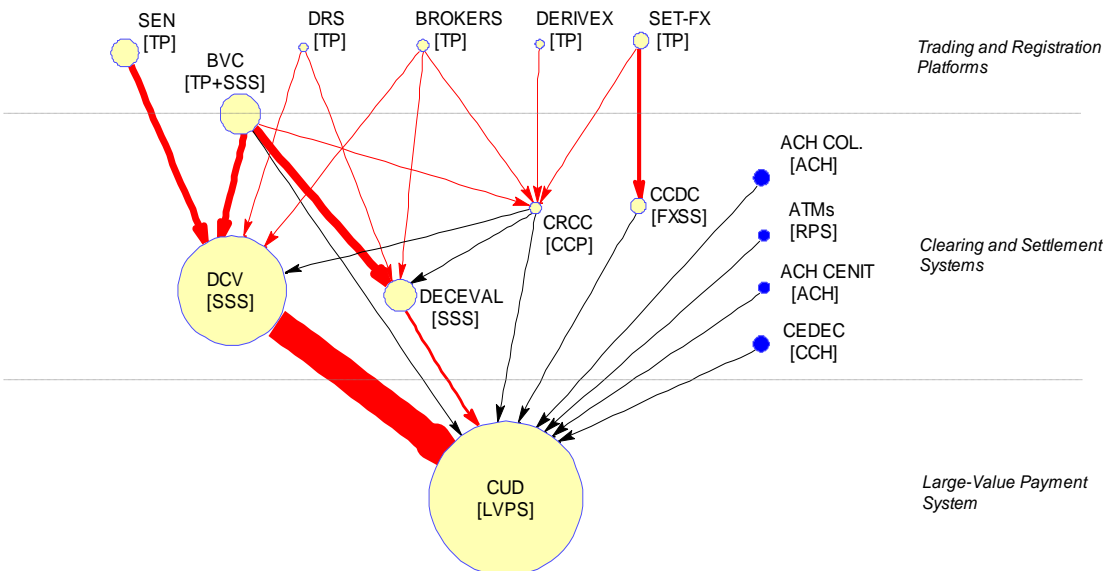 SEN
[TP]
BVC
[TP+SSS]
DRS
[TP]
BROKERS
[TP]
DERIVEX
[TP]
SET-FX
[TP]
Trading and Registration
Platforms
ACH COL.
[ACH]
ATMs
[RPS]
ACH CENIT
[ACH]
CEDEC
[CCH]
CCDC
[FXSS]
CRCC
[CCP]
DCV
[SSS]
DECEVAL
[SSS]
Clearing and Settlement
Systems
CUD
[LVPS]
Large-Value Payment
System